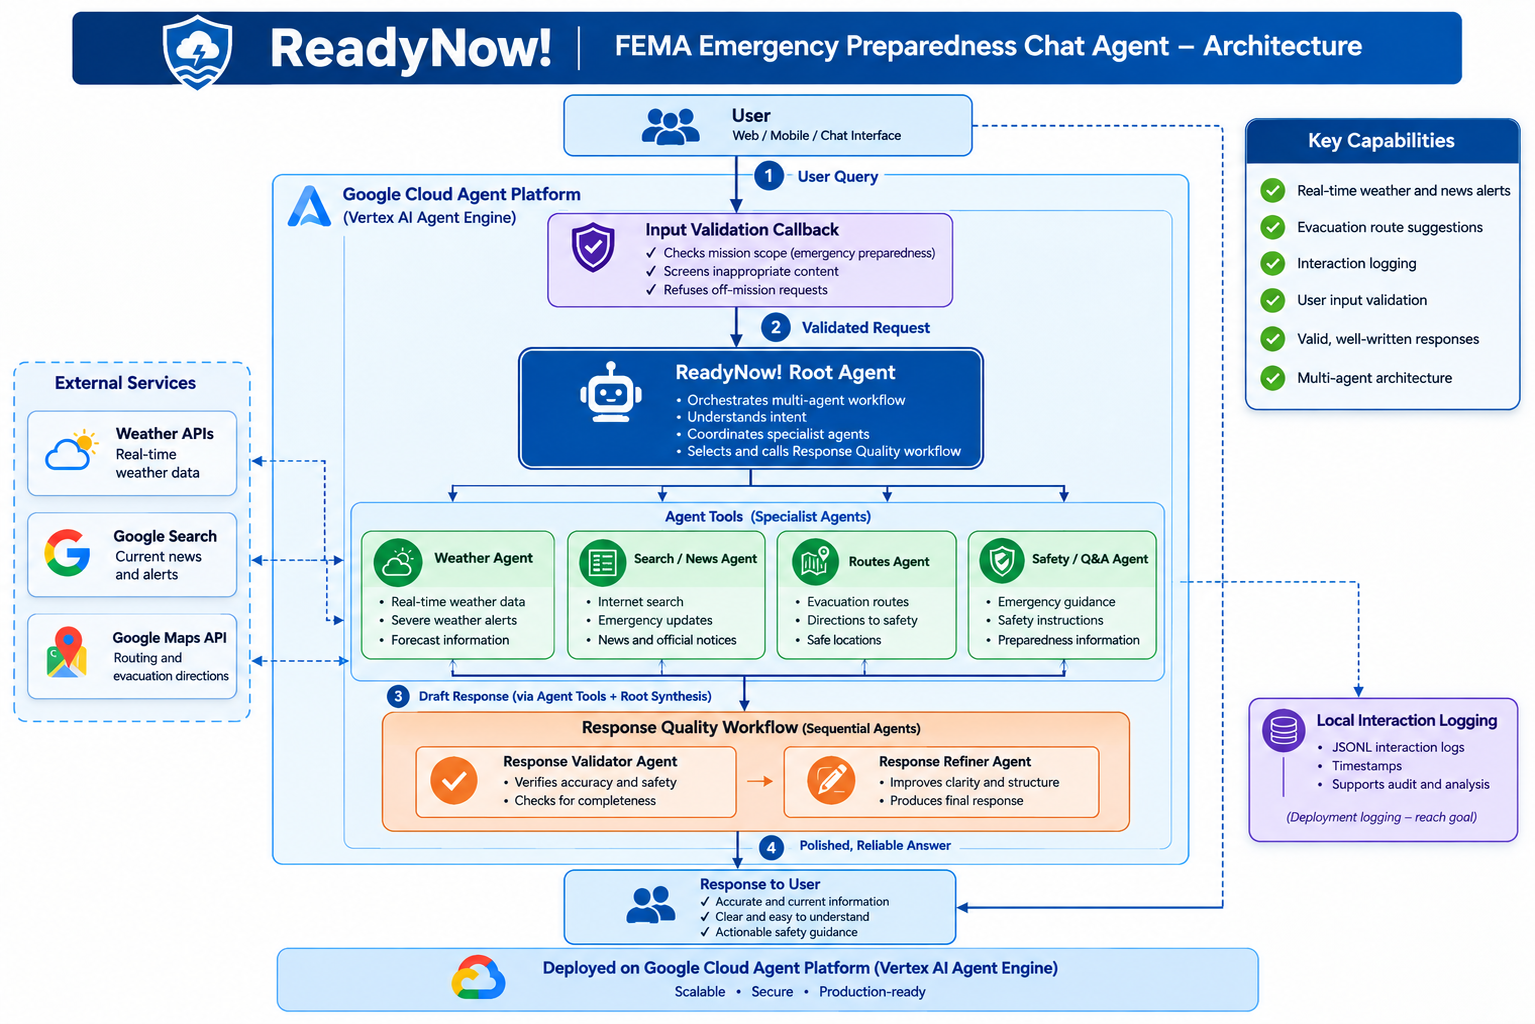 ReadyNow!
FEMA Emergency Preparedness Chat Agent – Architecture
User
Web / Mobile / Chat Interface
1 User Query
Google Cloud Agent Platform
(Vertex AI Agent Engine)
Input Validation Callback
✓ Checks mission scope (emergency preparedness)
✓ Screens inappropriate content
✓ Refuses off-mission requests
2 Validated Request
ReadyNow! Root Agent
• Orchestrates multi-agent workflow
• Understands intent
• Coordinates specialist agents
• Selects and calls Response Quality workflow
Key Capabilities
Real-time weather and news alerts
Evacuation route suggestions
Interaction logging
User input validation
Valid, well-written responses
Multi-agent architecture
External Services
Weather APIs
Real-time
weather data
Google Search
Current news
and alerts
Google Maps API
Routing and
evacuation directions
Agent Tools (Specialist Agents)
Weather Agent
• Real-time weather data
• Severe weather alerts
• Forecast information
Search / News Agent
• Internet search
• Emergency updates
• News and official notices
Routes Agent
• Evacuation routes
• Directions to safety
• Safe locations
Safety / Q&A Agent
• Emergency guidance
• Safety instructions
• Preparedness information
3 Draft Response (via Agent Tools + Root Synthesis)
Response Quality Workflow (Sequential Agents)
Response Validator Agent
• Verifies accuracy and safety
• Checks for completeness
Response Refiner Agent
• Improves clarity and structure
• Produces final response
4 Polished, Reliable Answer
Local Interaction Logging
• JSONL interaction logs
• Timestamps
• Supports audit and analysis
(Deployment logging – reach goal)
Response to User
✓ Accurate and current information
✓ Clear and easy to understand
✓ Actionable safety guidance
Deployed on Google Cloud Agent Platform (Vertex AI Agent Engine)
Scalable • Secure • Production-ready